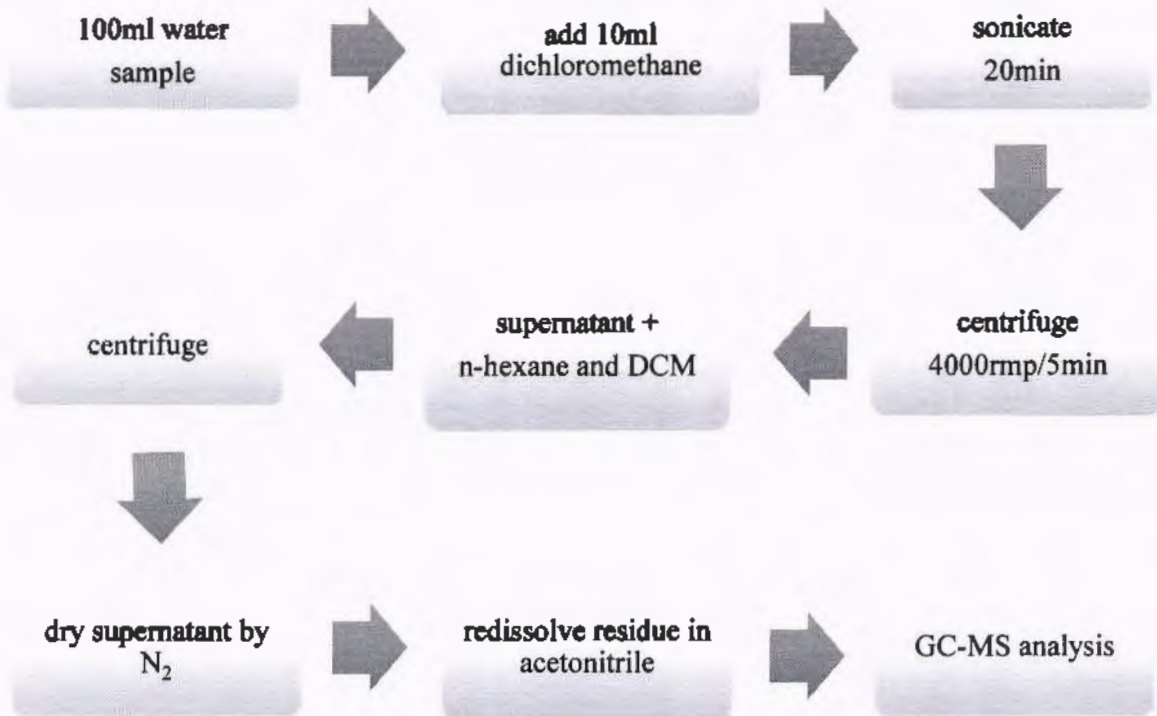 100ml water
sample
add 10ml
dichloromethane
sonicate
20min
centrifuge
4000rmp/5min
supernatant +
n-hexane and DCM
centrifuge
dry supernatant by
N₂
redissolve residue in
acetonitrile
GC-MS analysis